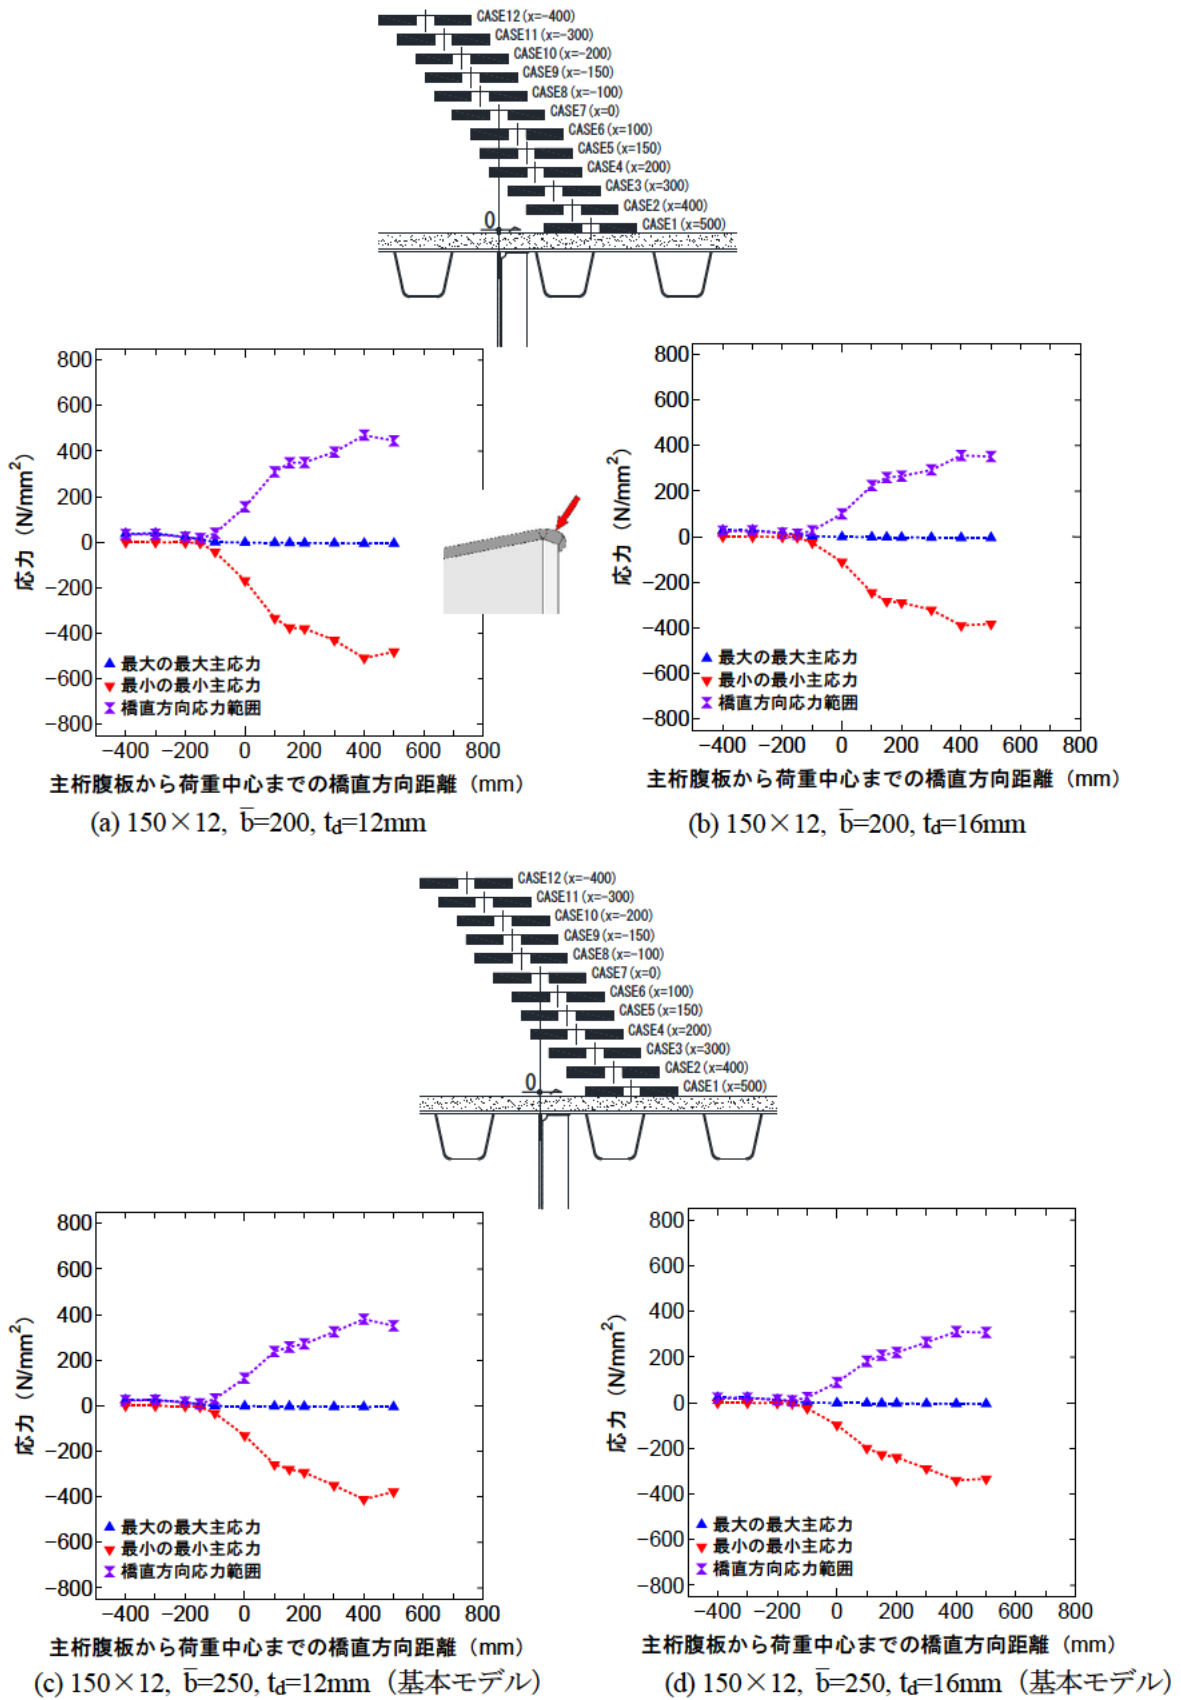 CASE12(x=-400)
CASE11(x=-300)
CASE10(x=-200)
CASE9(x=-150)
CASE8(x=-100)
CASE7(x=0)
CASE6(x=100)
CASE5(x=150)
CASE4(x=200)
CASE3(x=300)
CASE2(x=400)
CASE1(x=500)
0
800
600
400
200
0
−200
−400
−600
−800
応力（N/mm²）
▲ 最大の最大主応力
▼ 最小の最小主応力
橋直方向応力範囲
−400 −200 0 200 400 600 800
主桁腹板から荷重中心までの橋直方向距離（mm）
(a) 150×12, b̅=200, td=12mm
800
600
400
200
0
−200
−400
−600
−800
応力（N/mm²）
▲ 最大の最大主応力
▼ 最小の最小主応力
橋直方向応力範囲
−400 −200 0 200 400 600 800
主桁腹板から荷重中心までの橋直方向距離（mm）
(b) 150×12, b̅=200, td=16mm
CASE12(x=-400)
CASE11(x=-300)
CASE10(x=-200)
CASE9(x=-150)
CASE8(x=-100)
CASE7(x=0)
CASE6(x=100)
CASE5(x=150)
CASE4(x=200)
CASE3(x=300)
CASE2(x=400)
CASE1(x=500)
0
800
600
400
200
0
−200
−400
−600
−800
応力（N/mm²）
▲ 最大の最大主応力
▼ 最小の最小主応力
橋直方向応力範囲
−400 −200 0 200 400 600 800
主桁腹板から荷重中心までの橋直方向距離（mm）
(c) 150×12, b̅=250, td=12mm（基本モデル）
800
600
400
200
0
−200
−400
−600
−800
応力（N/mm²）
▲ 最大の最大主応力
▼ 最小の最小主応力
橋直方向応力範囲
−400 −200 0 200 400 600 800
主桁腹板から荷重中心までの橋直方向距離（mm）
(d) 150×12, b̅=250, td=16mm（基本モデル）